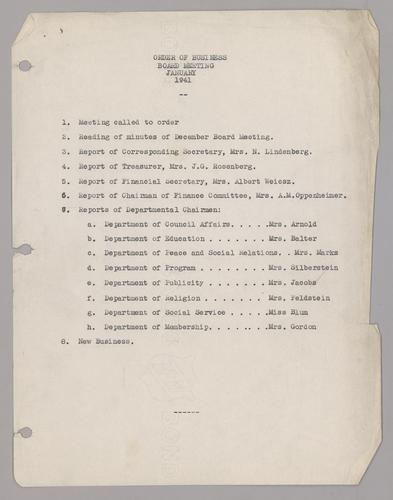 ORDER OF BUSINESS
BOARD MEETING
JANUARY
1941
--
1. Meeting called to order
2. Reading of minutes of December Board Meeting.
3. Report of Corresponding Secretary, Mrs. N. Lindenberg.
4. Report of Treasurer, Mrs. J.G. Rosenberg.
5. Report of Financial Secretary, Mrs. Albert Weiesz.
6. Report of Chairman of Finance Committee, Mrs. A.M.Oppenheimer.
7. Reports of Departmental Chairmen:
a. Department of Council Affairs. . . . .Mrs. Arnold
b. Department of Education . . . . . . . .Mrs. Balter
c. Department of Peace and Social Relations. . Mrs. Marks
d. Department of Program . . . . . . . . .Mrs. Silberstein
e. Department of Publicity . . . . . . . .Mrs. Jacobs
f. Department of Religion . . . . . . . . Mrs. Feldstein
g. Department of Social Service . . . . .Miss Blum
h. Department of Membership. . . . . . . .Mrs. Gordon
8. New Business.
------